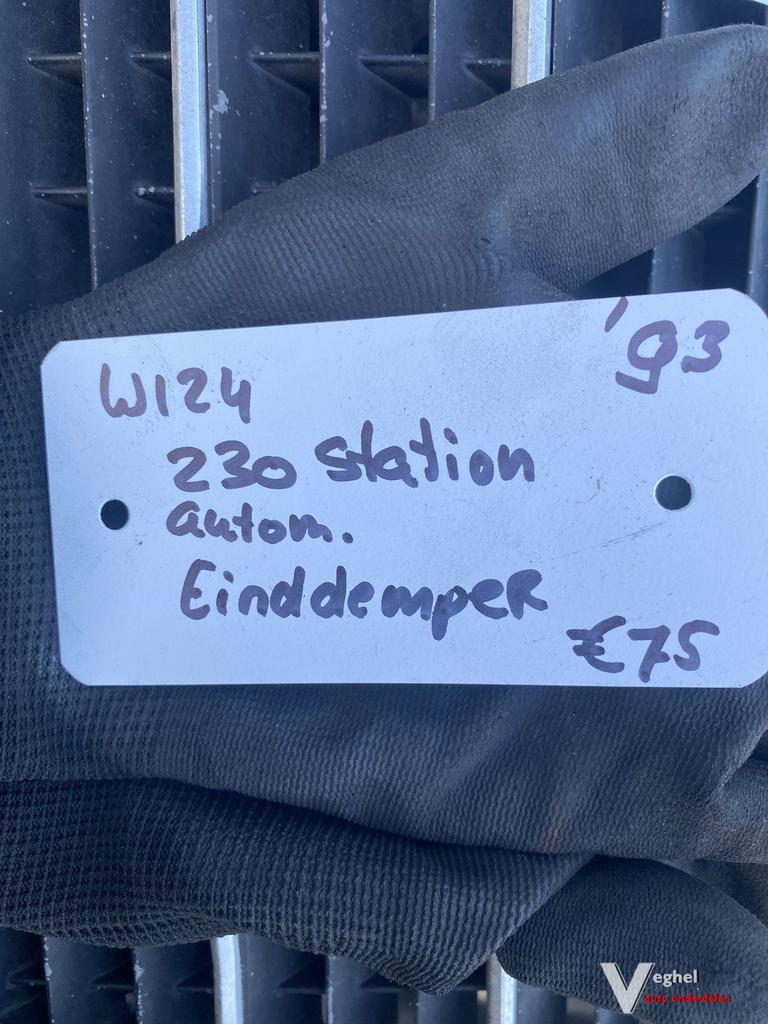 '93
W124
230 station
autom.
EinddempeR
€75
Veghel
auto onderdelen